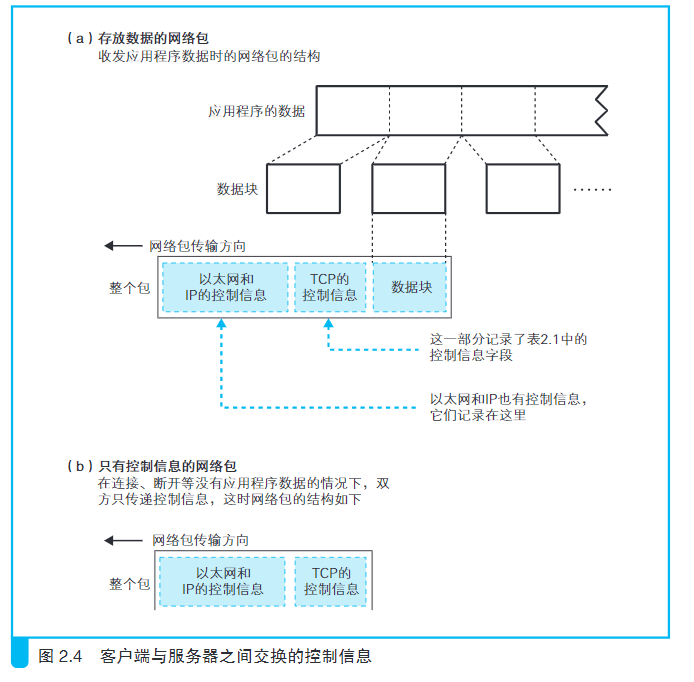 （a）存放数据的网络包
收发应用程序数据时的网络包的结构
应用程序的数据
数据块
……
网络包传输方向
整个包
以太网和
IP的控制信息
TCP的
控制信息
数据块
这一部分记录了表2.1中的
控制信息字段
以太网和IP也有控制信息，
它们记录在这里
（b）只有控制信息的网络包
在连接、断开等没有应用程序数据的情况下，双
方只传递控制信息，这时网络包的结构如下
网络包传输方向
整个包
以太网和
IP的控制信息
TCP的
控制信息
图 2.4 客户端与服务器之间交换的控制信息